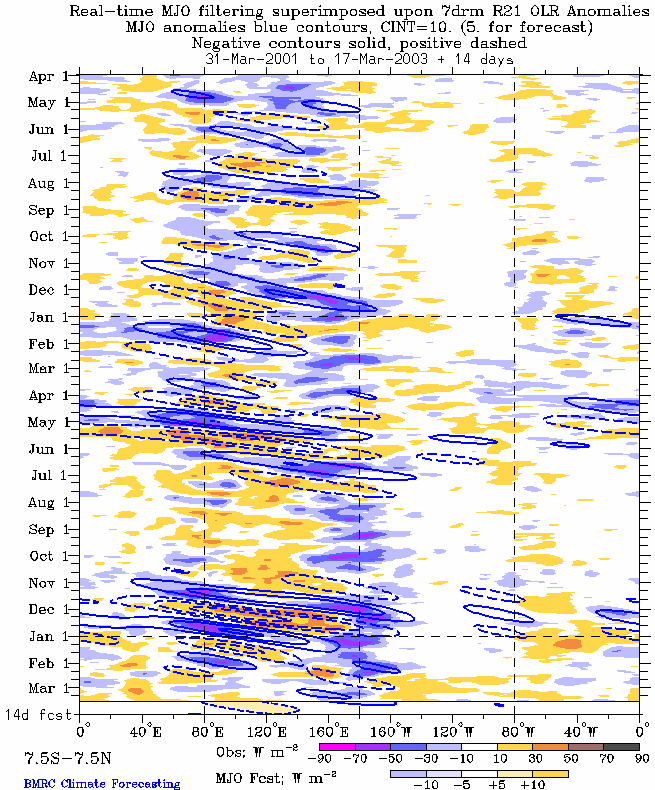 Real-time MJO filtering superimposed upon 7drm R21 OLR Anomalies
MJO anomalies blue contours, CINT=10. (5. for forecast)
Negative contours solid, positive dashed
31-Mar-2001 to 17-Mar-2003 + 14 days
Apr 1
May 1
Jun 1
Jul 1
Aug 1
Sep 1
Oct 1
Nov 1
Dec 1
Jan 1
Feb 1
Mar 1
Apr 1
May 1
Jun 1
Jul 1
Aug 1
Sep 1
Oct 1
Nov 1
Dec 1
Jan 1
Feb 1
Mar 1
14d fcst
0° 40°E 80°E 120°E 160°E 160°W 120°W 80°W 40°W 0°
7.5S-7.5N
Obs; W m⁻²
-90 -70 -50 -30 -10 10 30 50 70 90
BMRC Climate Forecasting
MJO Fcst; W m⁻²
-10 -5 +5 +10